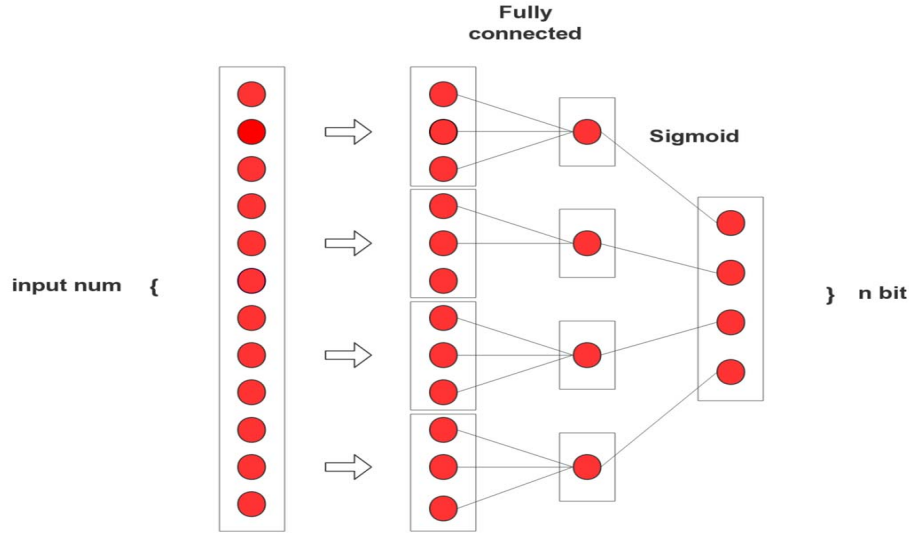 Fully
connected
Sigmoid
input num {
} n bit